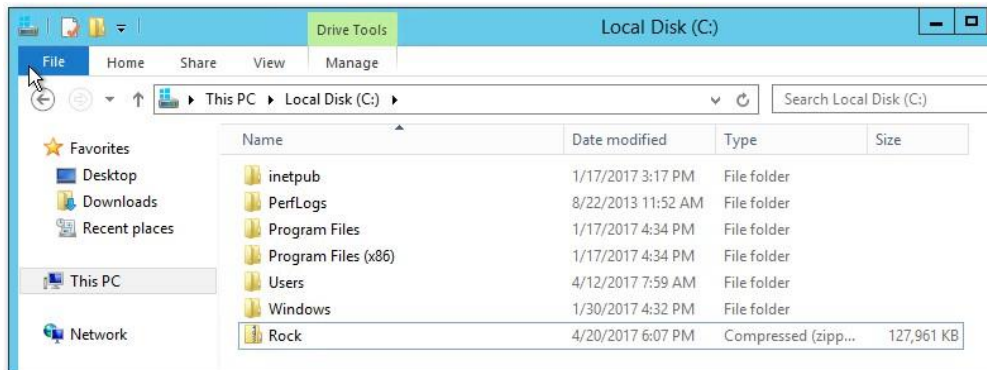 Drive Tools Local Disk (C:)
File Home Share View Manage
This PC Local Disk (C:) Search Local Disk (C:)
Favorites
Desktop
Downloads
Recent places
This PC
Network
Name Date modified Type Size
inetpub 1/17/2017 3:17 PM File folder
PerfLogs 8/22/2013 11:52 AM File folder
Program Files 1/17/2017 4:34 PM File folder
Program Files (x86) 1/17/2017 4:34 PM File folder
Users 4/12/2017 7:59 AM File folder
Windows 1/30/2017 4:32 PM File folder
Rock 4/20/2017 6:07 PM Compressed (zipp... 127,961 KB